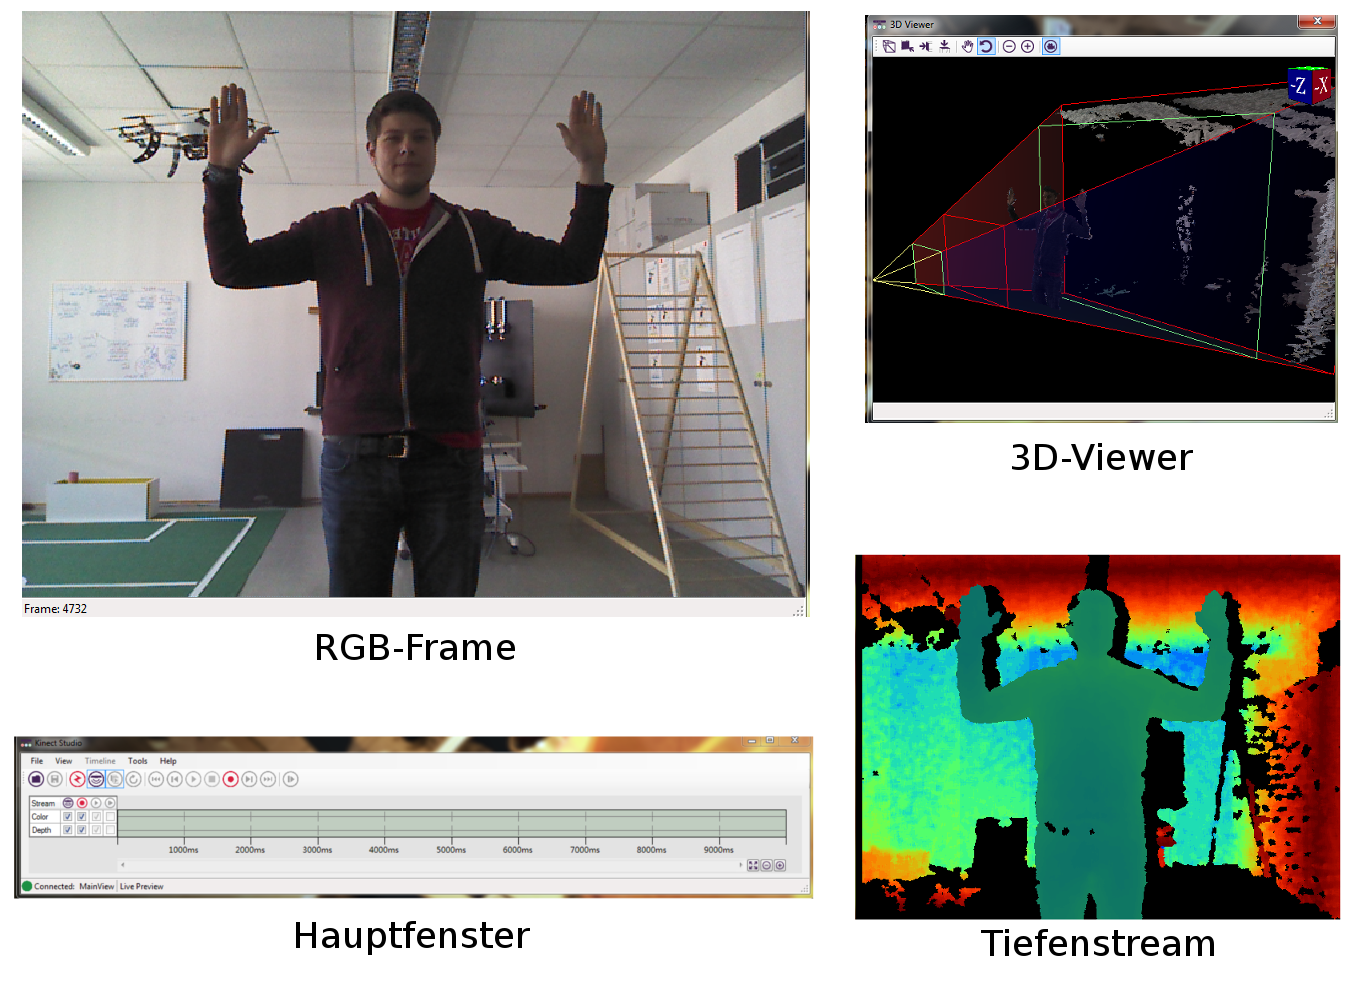 Frame: 4732
RGB-Frame
3D Viewer
-Z -X
3D-Viewer
Kinect Studio
File View Timeline Tools Help
Stream
Color
Depth
1000ms 2000ms 3000ms 4000ms 5000ms 6000ms 7000ms 8000ms 9000ms
Connected: MainView Live Preview
Hauptfenster
Tiefenstream